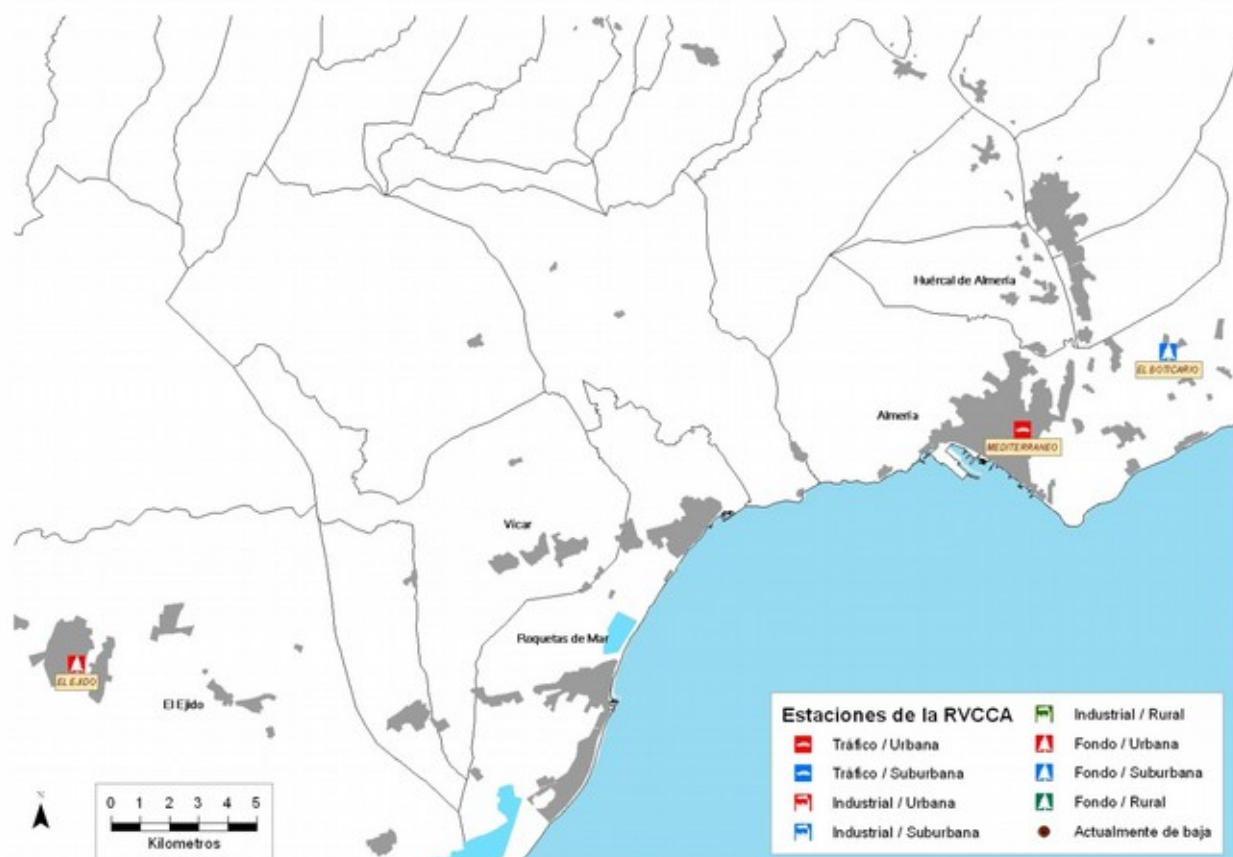 Huércal de Almería
EL BOTICARIO
Almería
MEDITERRANEO
Vícar
Roquetas de Mar
EL EJIDO
El Ejido
N
0 1 2 3 4 5
Kilometros
Estaciones de la RVCCA
Tráfico / Urbana
Tráfico / Suburbana
Industrial / Urbana
Industrial / Suburbana
Industrial / Rural
Fondo / Urbana
Fondo / Suburbana
Fondo / Rural
Actualmente de baja